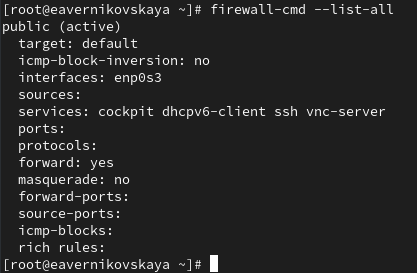 [root@eavernikovskaya ~]# firewall-cmd --list-all
public (active)
  target: default
  icmp-block-inversion: no
  interfaces: enp0s3
  sources:
  services: cockpit dhcpv6-client ssh vnc-server
  ports:
  protocols:
  forward: yes
  masquerade: no
  forward-ports:
  source-ports:
  icmp-blocks:
  rich rules:
[root@eavernikovskaya ~]#